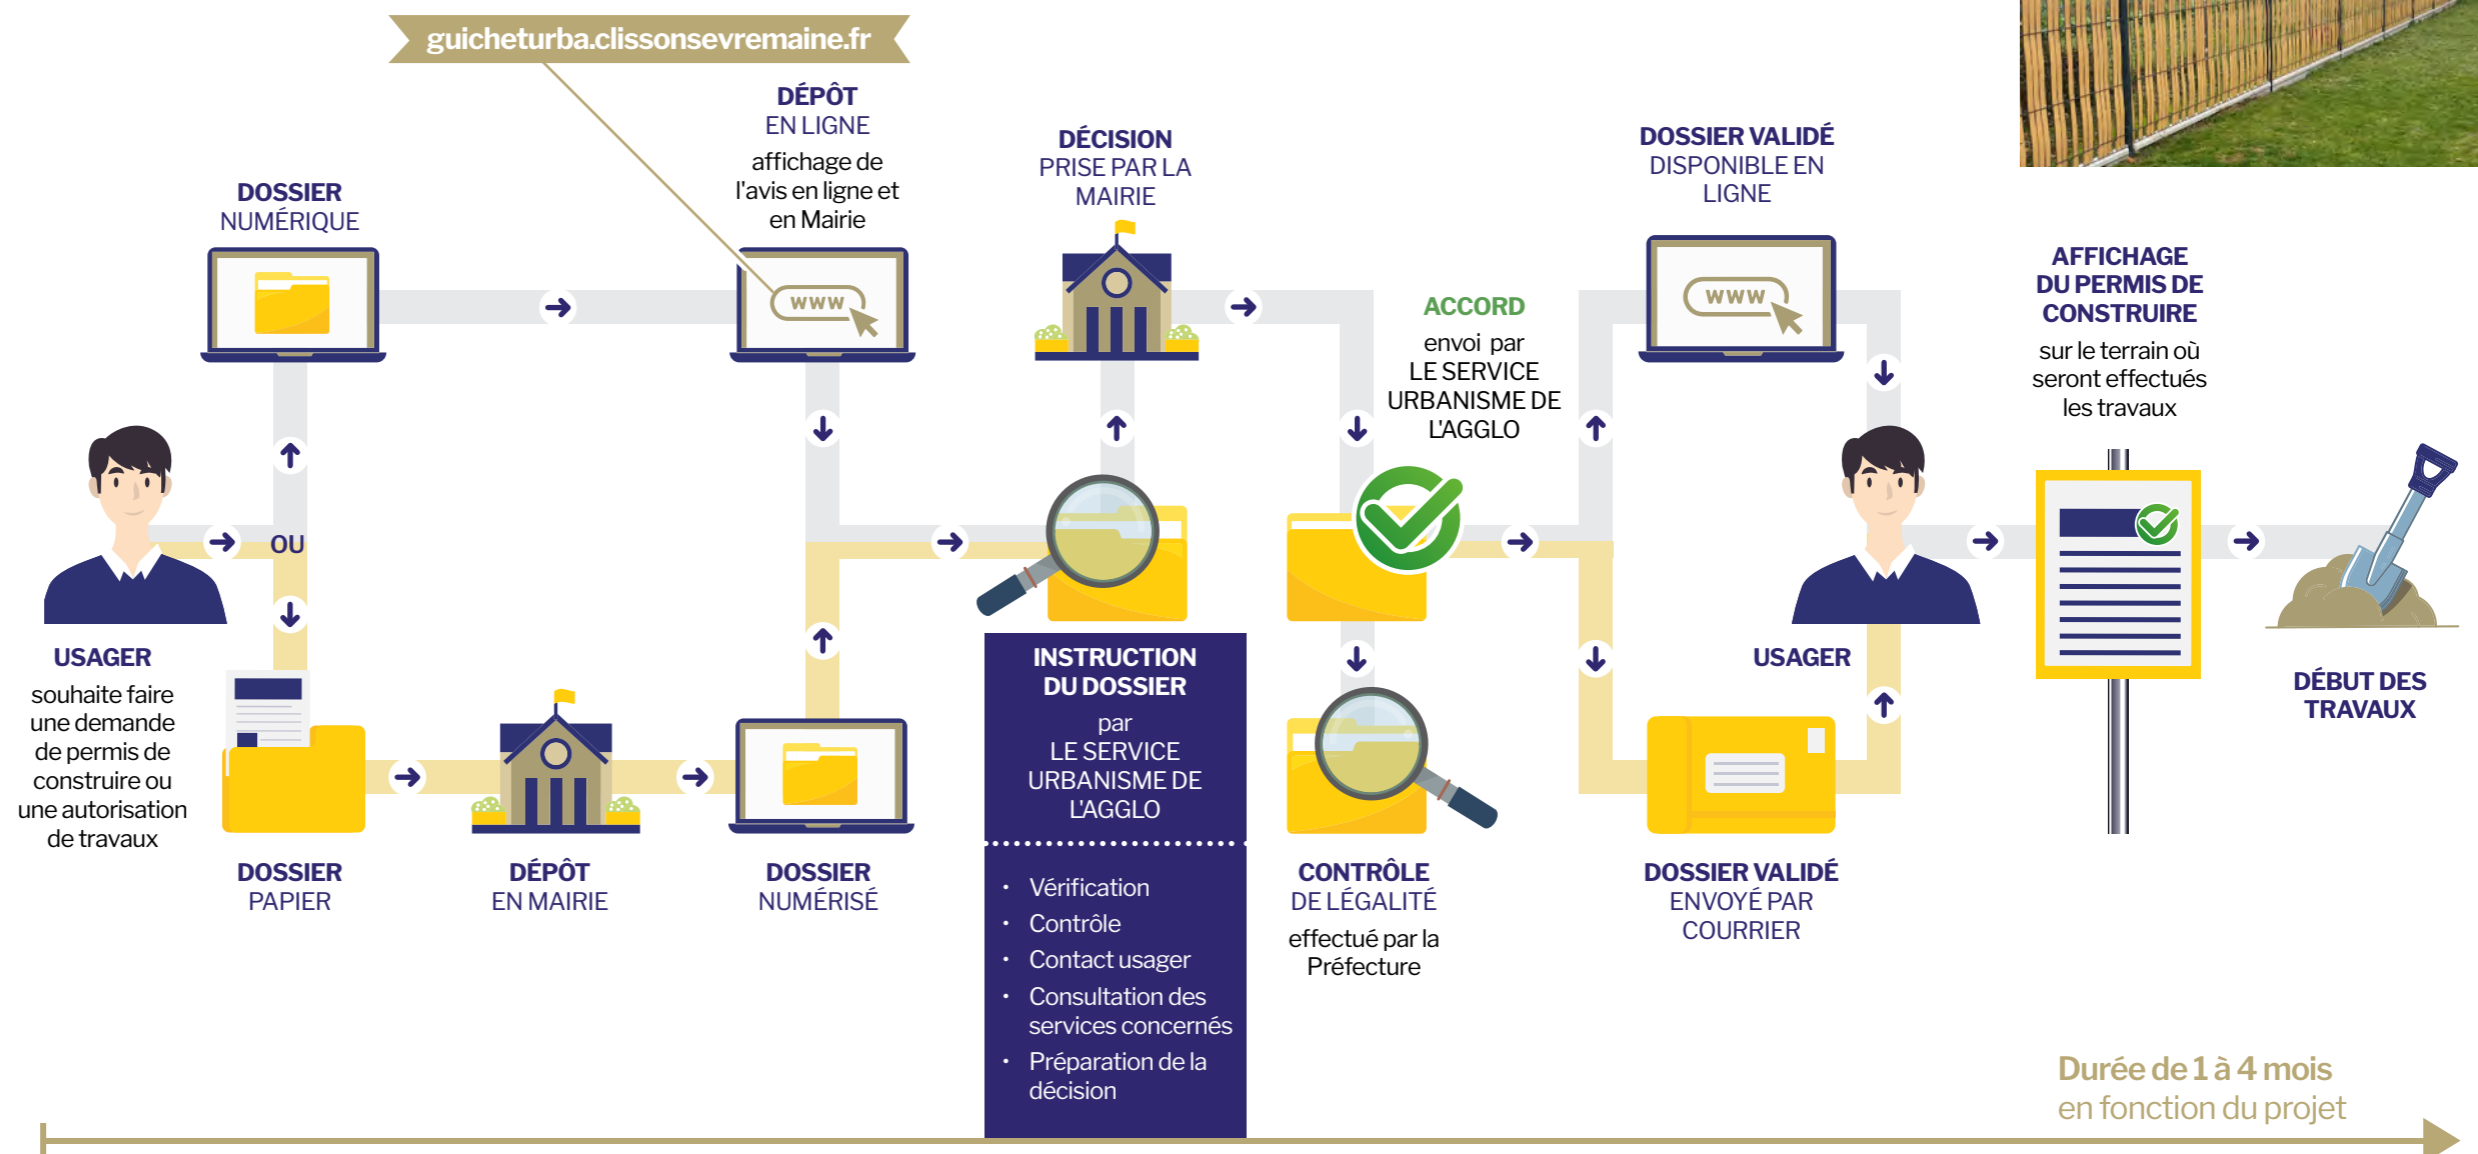 guicheturba.clissonsevremaine.fr
DÉPÔT
EN LIGNE
affichage de
l'avis en ligne et
en Mairie
DOSSIER
NUMÉRIQUE
www
DÉCISION
PRISE PAR LA
MAIRIE
ACCORD
envoi par
LE SERVICE
URBANISME DE
L'AGGLO
DOSSIER VALIDÉ
DISPONIBLE EN
LIGNE
www
AFFICHAGE
DU PERMIS DE
CONSTRUIRE
sur le terrain où
seront effectués
les travaux
OU
USAGER
souhaite faire
une demande
de permis de
construire ou
une autorisation
de travaux
DOSSIER
PAPIER
DÉPÔT
EN MAIRIE
DOSSIER
NUMÉRISÉ
INSTRUCTION
DU DOSSIER
par
LE SERVICE
URBANISME DE
L'AGGLO
• Vérification
• Contrôle
• Contact usager
• Consultation des
services concernés
• Préparation de la
décision
CONTRÔLE
DE LÉGALITÉ
effectué par la
Préfecture
DOSSIER VALIDÉ
ENVOYÉ PAR
COURRIER
USAGER
DÉBUT DES
TRAVAUX
Durée de 1 à 4 mois
en fonction du projet